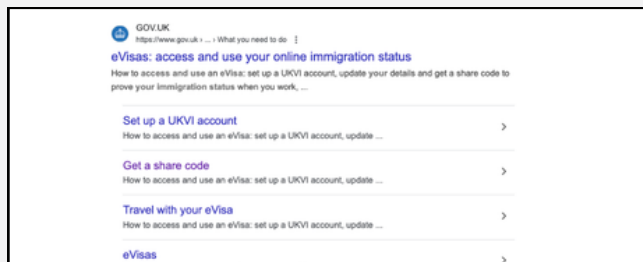 GOV.UK
https://www.gov.uk › ... › What you need to do
eVisas: access and use your online immigration status
How to access and use an eVisa: set up a UKVI account, update your details and get a share code to
prove your immigration status when you work, ...
Set up a UKVI account
How to access and use an eVisa: set up a UKVI account, update ...
Get a share code
How to access and use an eVisa: set up a UKVI account, update ...
Travel with your eVisa
How to access and use an eVisa: set up a UKVI account, update ...
eVisas